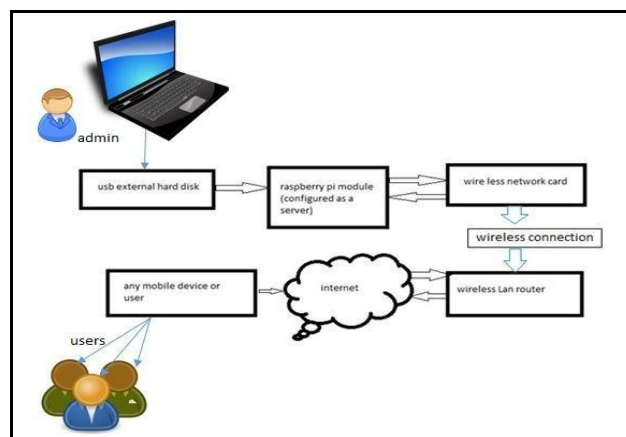 admin
usb external hard disk
raspberry pi module
(configured as a
server)
wire less network card
wireless connection
any mobile device or
user
internet
wireless Lan router
users